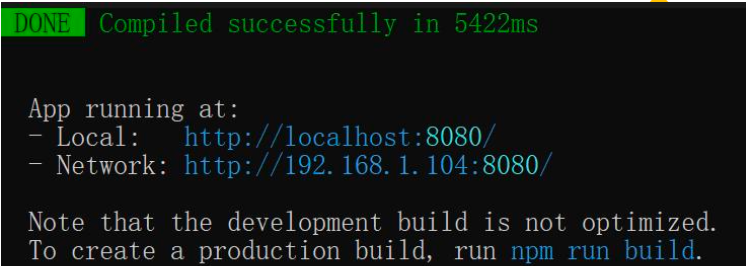 DONE Compiled successfully in 5422ms
App running at:
- Local: http://localhost:8080/
- Network: http://192.168.1.104:8080/
Note that the development build is not optimized.
To create a production build, run npm run build.